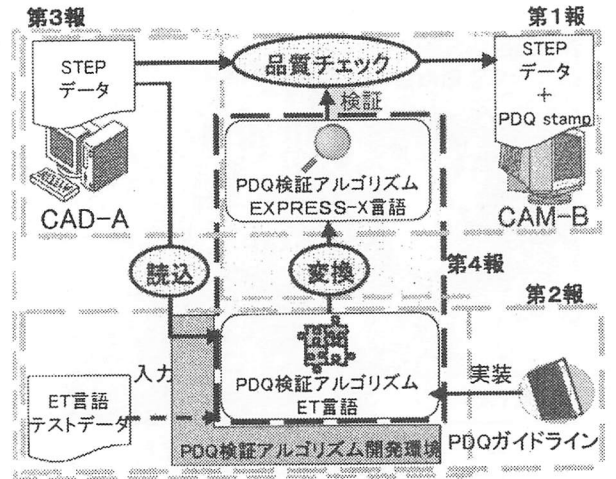 第3報
第1報
STEP
データ
品質チェック
STEP
データ
+
PDQ stamp
検証
PDQ検証アルゴリズム
EXPRESS-X言語
CAD-A
CAM-B
読込
変換
第4報
第2報
入力
PDQ検証アルゴリズム
ET言語
実装
ET言語
テストデータ
PDQ検証アルゴリズム開発環境
PDQガイドライン